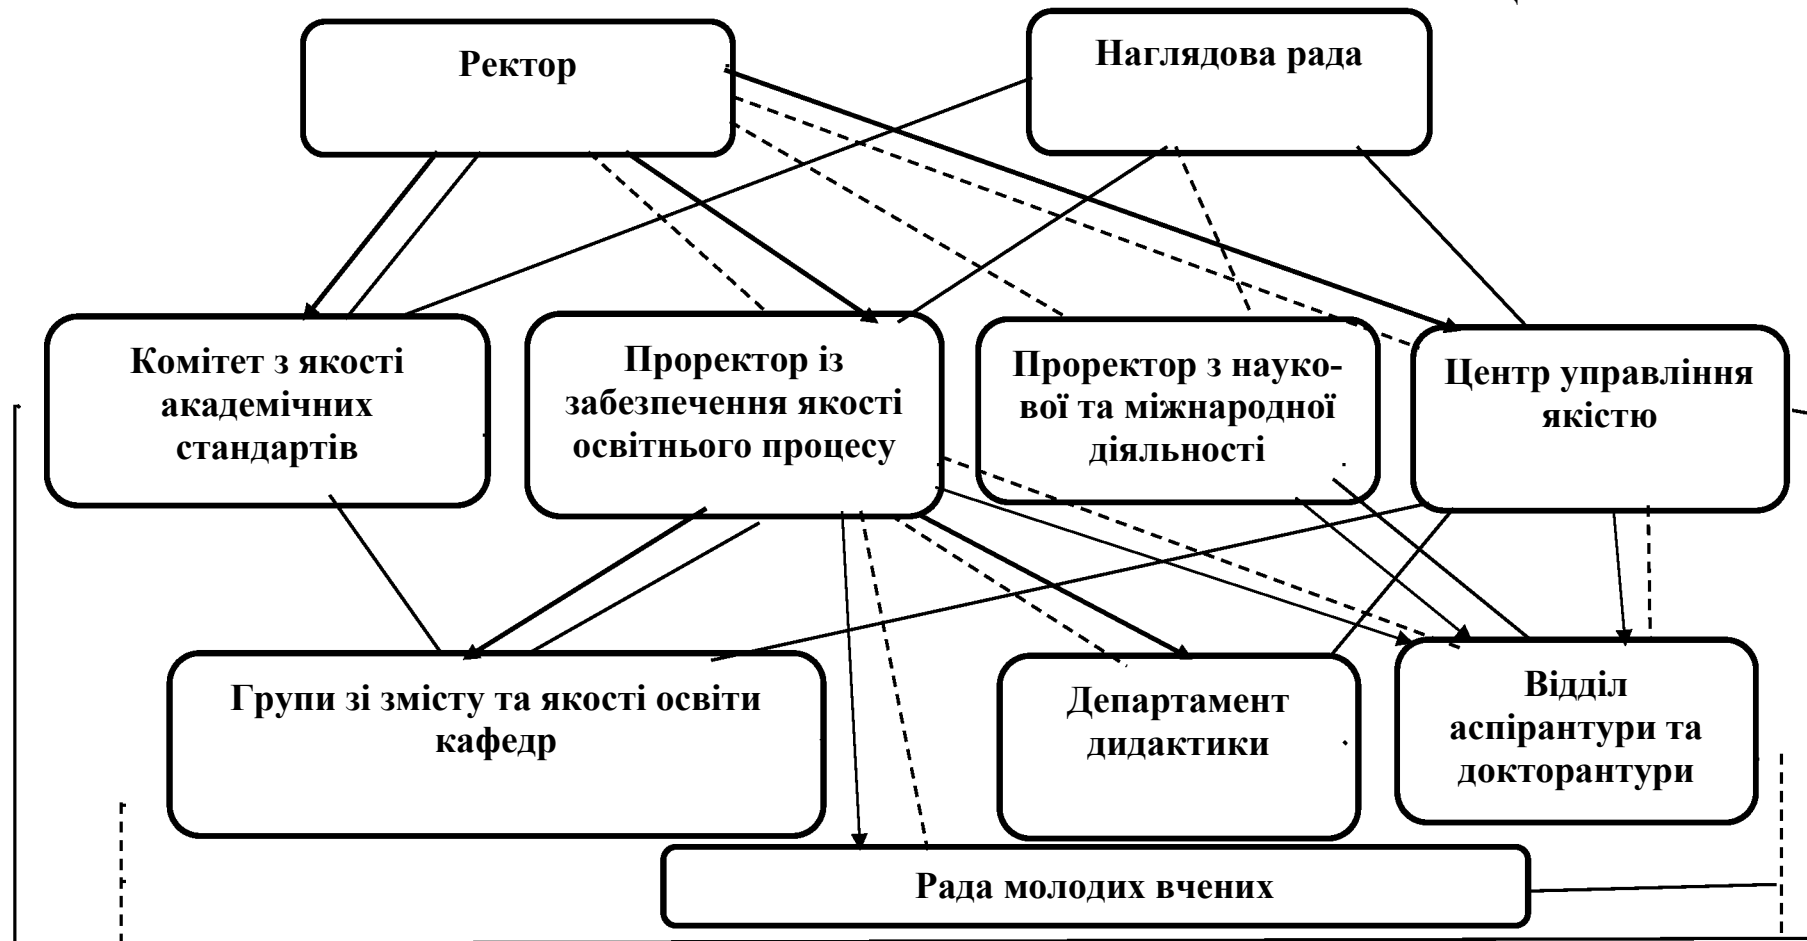 Ректор
Наглядова рада
Комітет з якості
академічних
стандартів
Проректор із
забезпечення якості
освітнього процесу
Проректор з науко-
вої та міжнародної
діяльності
Центр управління
якістю
Групи зі змісту та якості освіти
кафедр
Департамент
дидактики
Відділ
аспірантури та
докторантури
Рада молодих вчених